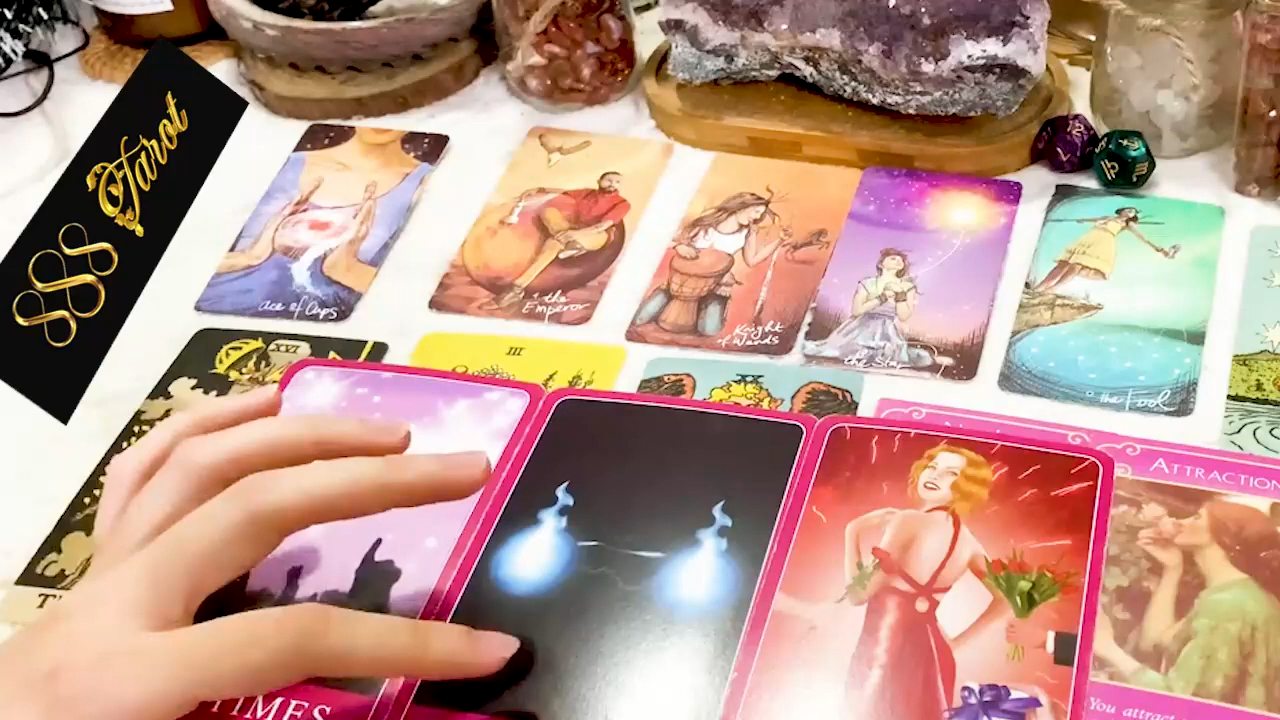 888 Tarot
ace of Cups
the
Emperor
Knight
of Wands
the Star
the Fool
XVI
III
ATTRACTION
TIMES
You attract